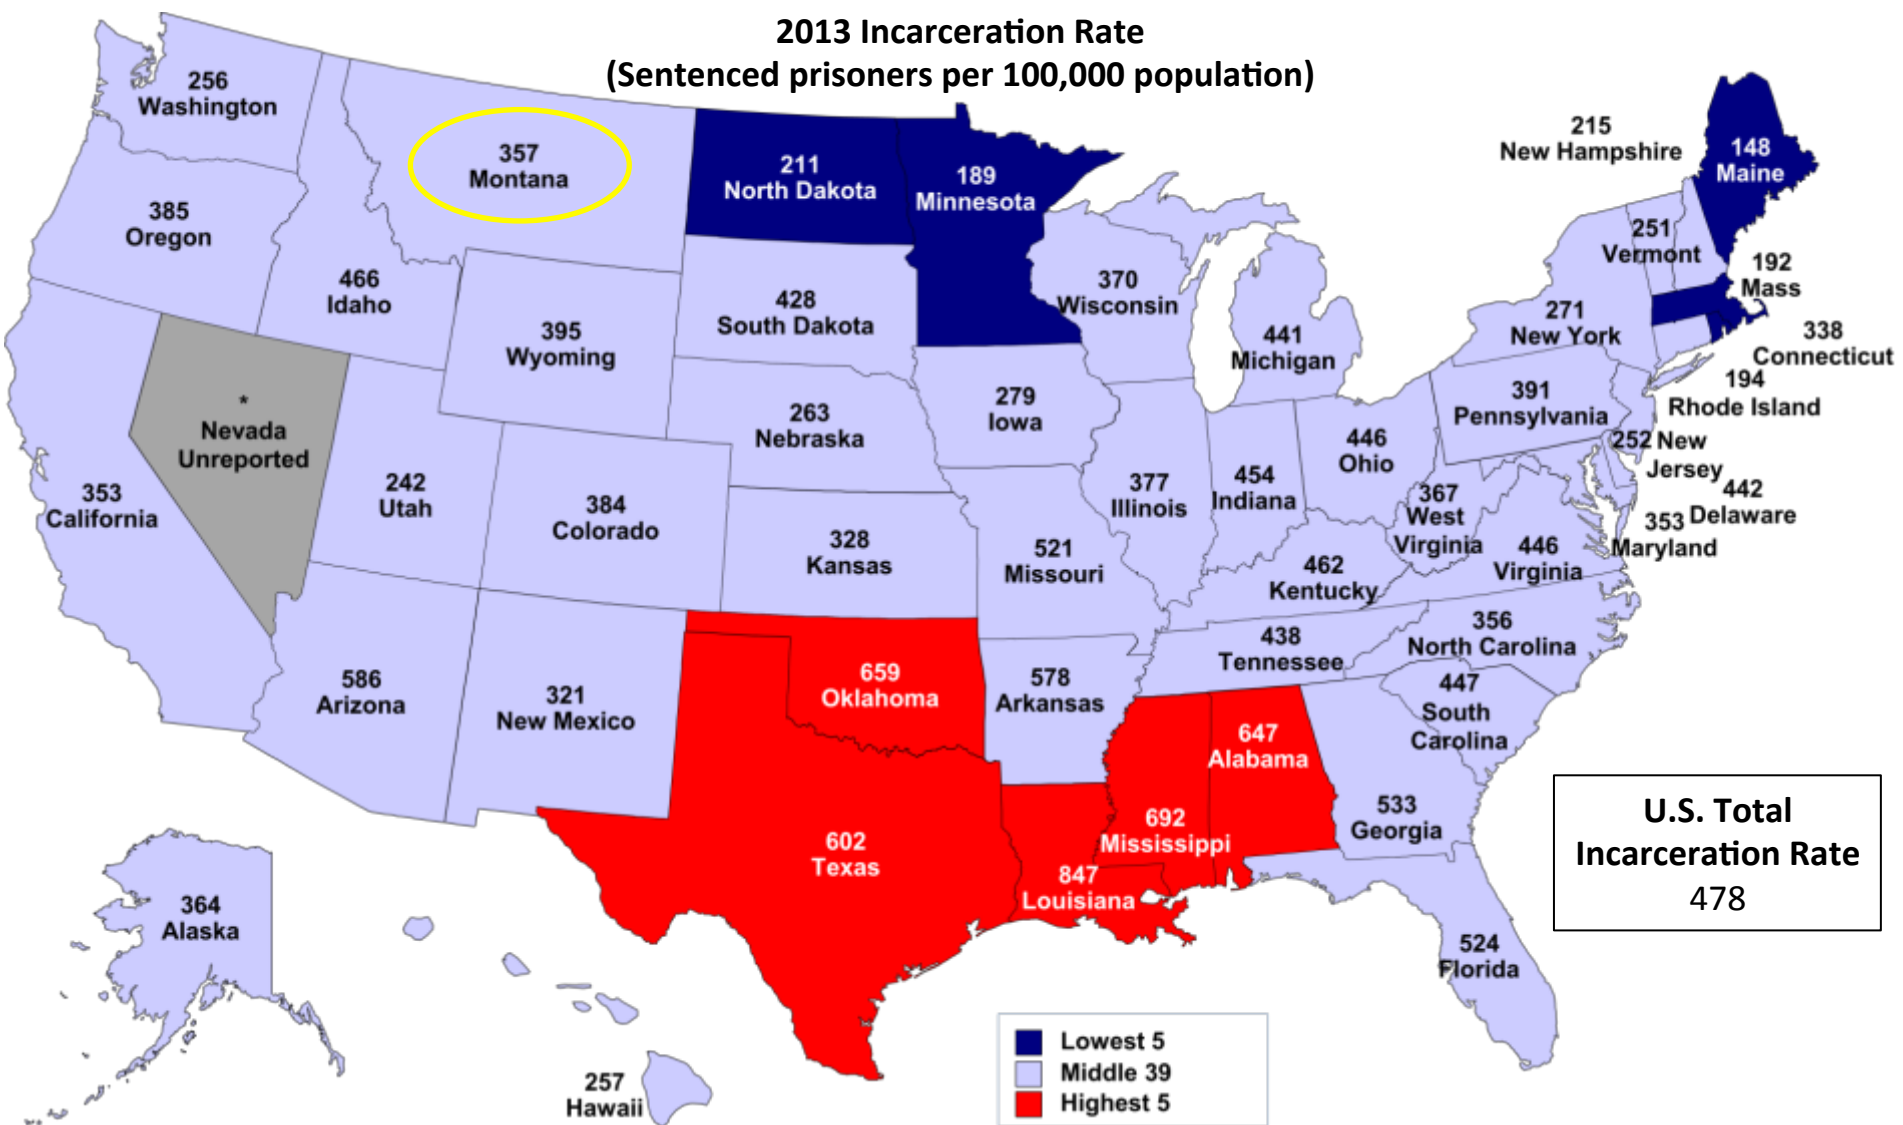 2013 Incarceration Rate
(Sentenced prisoners per 100,000 population)
256
Washington
357
Montana
211
North Dakota
189
Minnesota
215
New Hampshire
148
Maine
385
Oregon
466
Idaho
395
Wyoming
428
South Dakota
370
Wisconsin
441
Michigan
251
Vermont
192
Mass
271
New York
338
Connecticut
194
Rhode Island
*
Nevada
Unreported
263
Nebraska
279
Iowa
446
Ohio
391
Pennsylvania
252 New
Jersey
353
California
242
Utah
384
Colorado
328
Kansas
521
Missouri
377
Illinois
454
Indiana
367
West
Virginia
446
Virginia
442
Delaware
353
Maryland
462
Kentucky
586
Arizona
321
New Mexico
659
Oklahoma
578
Arkansas
438
Tennessee
356
North Carolina
447
South
Carolina
602
Texas
847
Louisiana
692
Mississippi
647
Alabama
533
Georgia
524
Florida
U.S. Total
Incarceration Rate
478
364
Alaska
257
Hawaii
Lowest 5
Middle 39
Highest 5